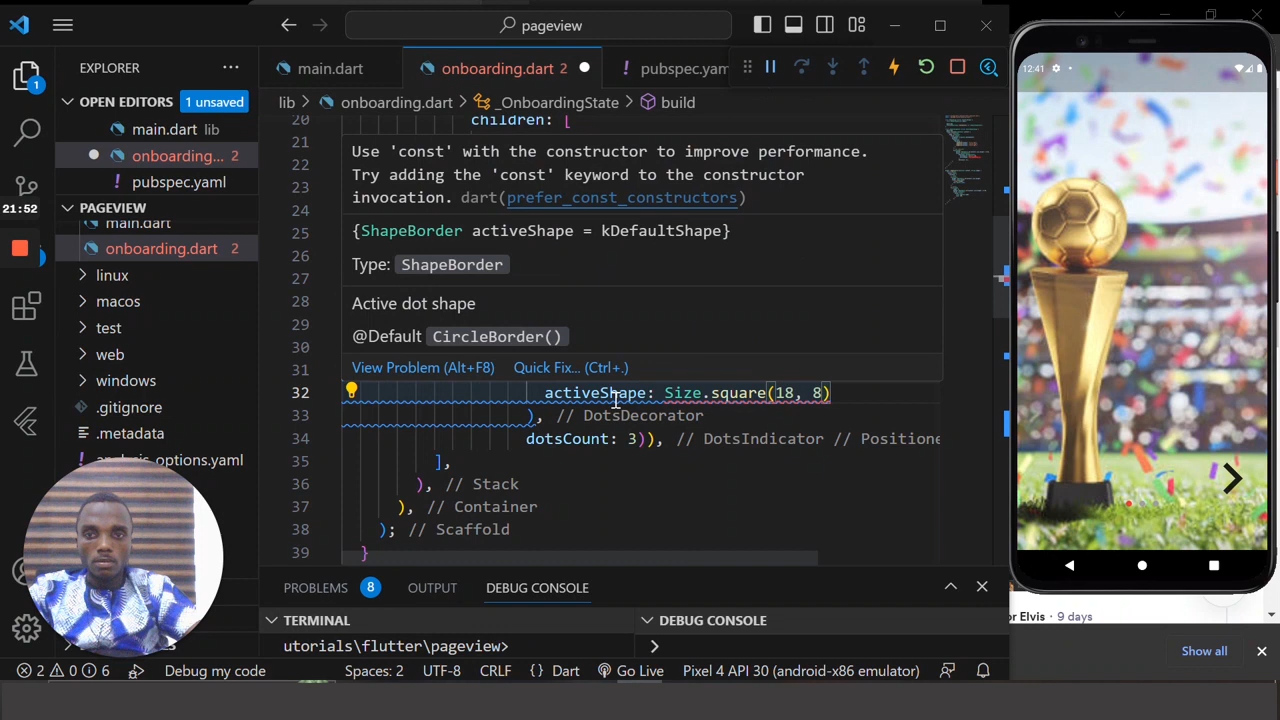 pageview
main.dart
onboarding.dart 2
pubspec.yam
EXPLORER
lib > onboarding.dart > _OnboardingState > build
1
OPEN EDITORS
1 unsaved
main.dart lib
onboarding... 2
pubspec.yaml
21:52
PAGEVIEW
main.dart
onboarding.dart 2
linux
macos
test
web
windows
.gitignore
.metadata
analysis_options.yaml
20 children: [
21
22
23
24
25
26
27
28
29
30
31
Use 'const' with the constructor to improve performance.
Try adding the 'const' keyword to the constructor
invocation. dart(prefer_const_constructors)
{ShapeBorder activeShape = kDefaultShape}
Type: ShapeBorder
Active dot shape
@Default CircleBorder()
View Problem (Alt+F8) Quick Fix... (Ctrl+.)
32 activeShape: Size.square(18, 8)
33 ), // DotsDecorator
34 dotsCount: 3)), // DotsIndicator // Positione
35 ],
36 ), // Stack
37 ), // Container
38 ); // Scaffold
39 }
PROBLEMS 8 OUTPUT DEBUG CONSOLE
TERMINAL
utorials\flutter\pageview>
DEBUG CONSOLE
>
2 0 6 Debug my code Spaces: 2 UTF-8 CRLF {} Dart Go Live Pixel 4 API 30 (android-x86 emulator)
12:41
or Elvis • 9 days
Show all